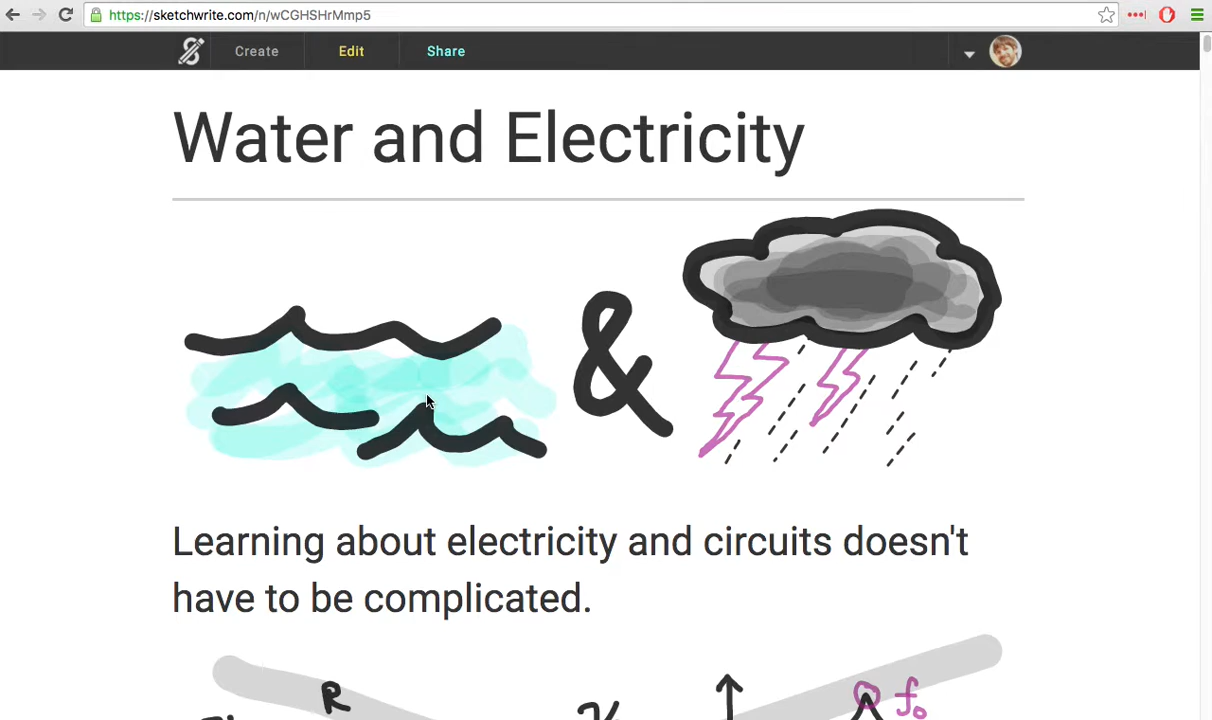 https://sketchwrite.com/n/wCGHSHrMmp5
Create Edit Share
Water and Electricity
&
Learning about electricity and circuits doesn't
have to be complicated.
R
f₀